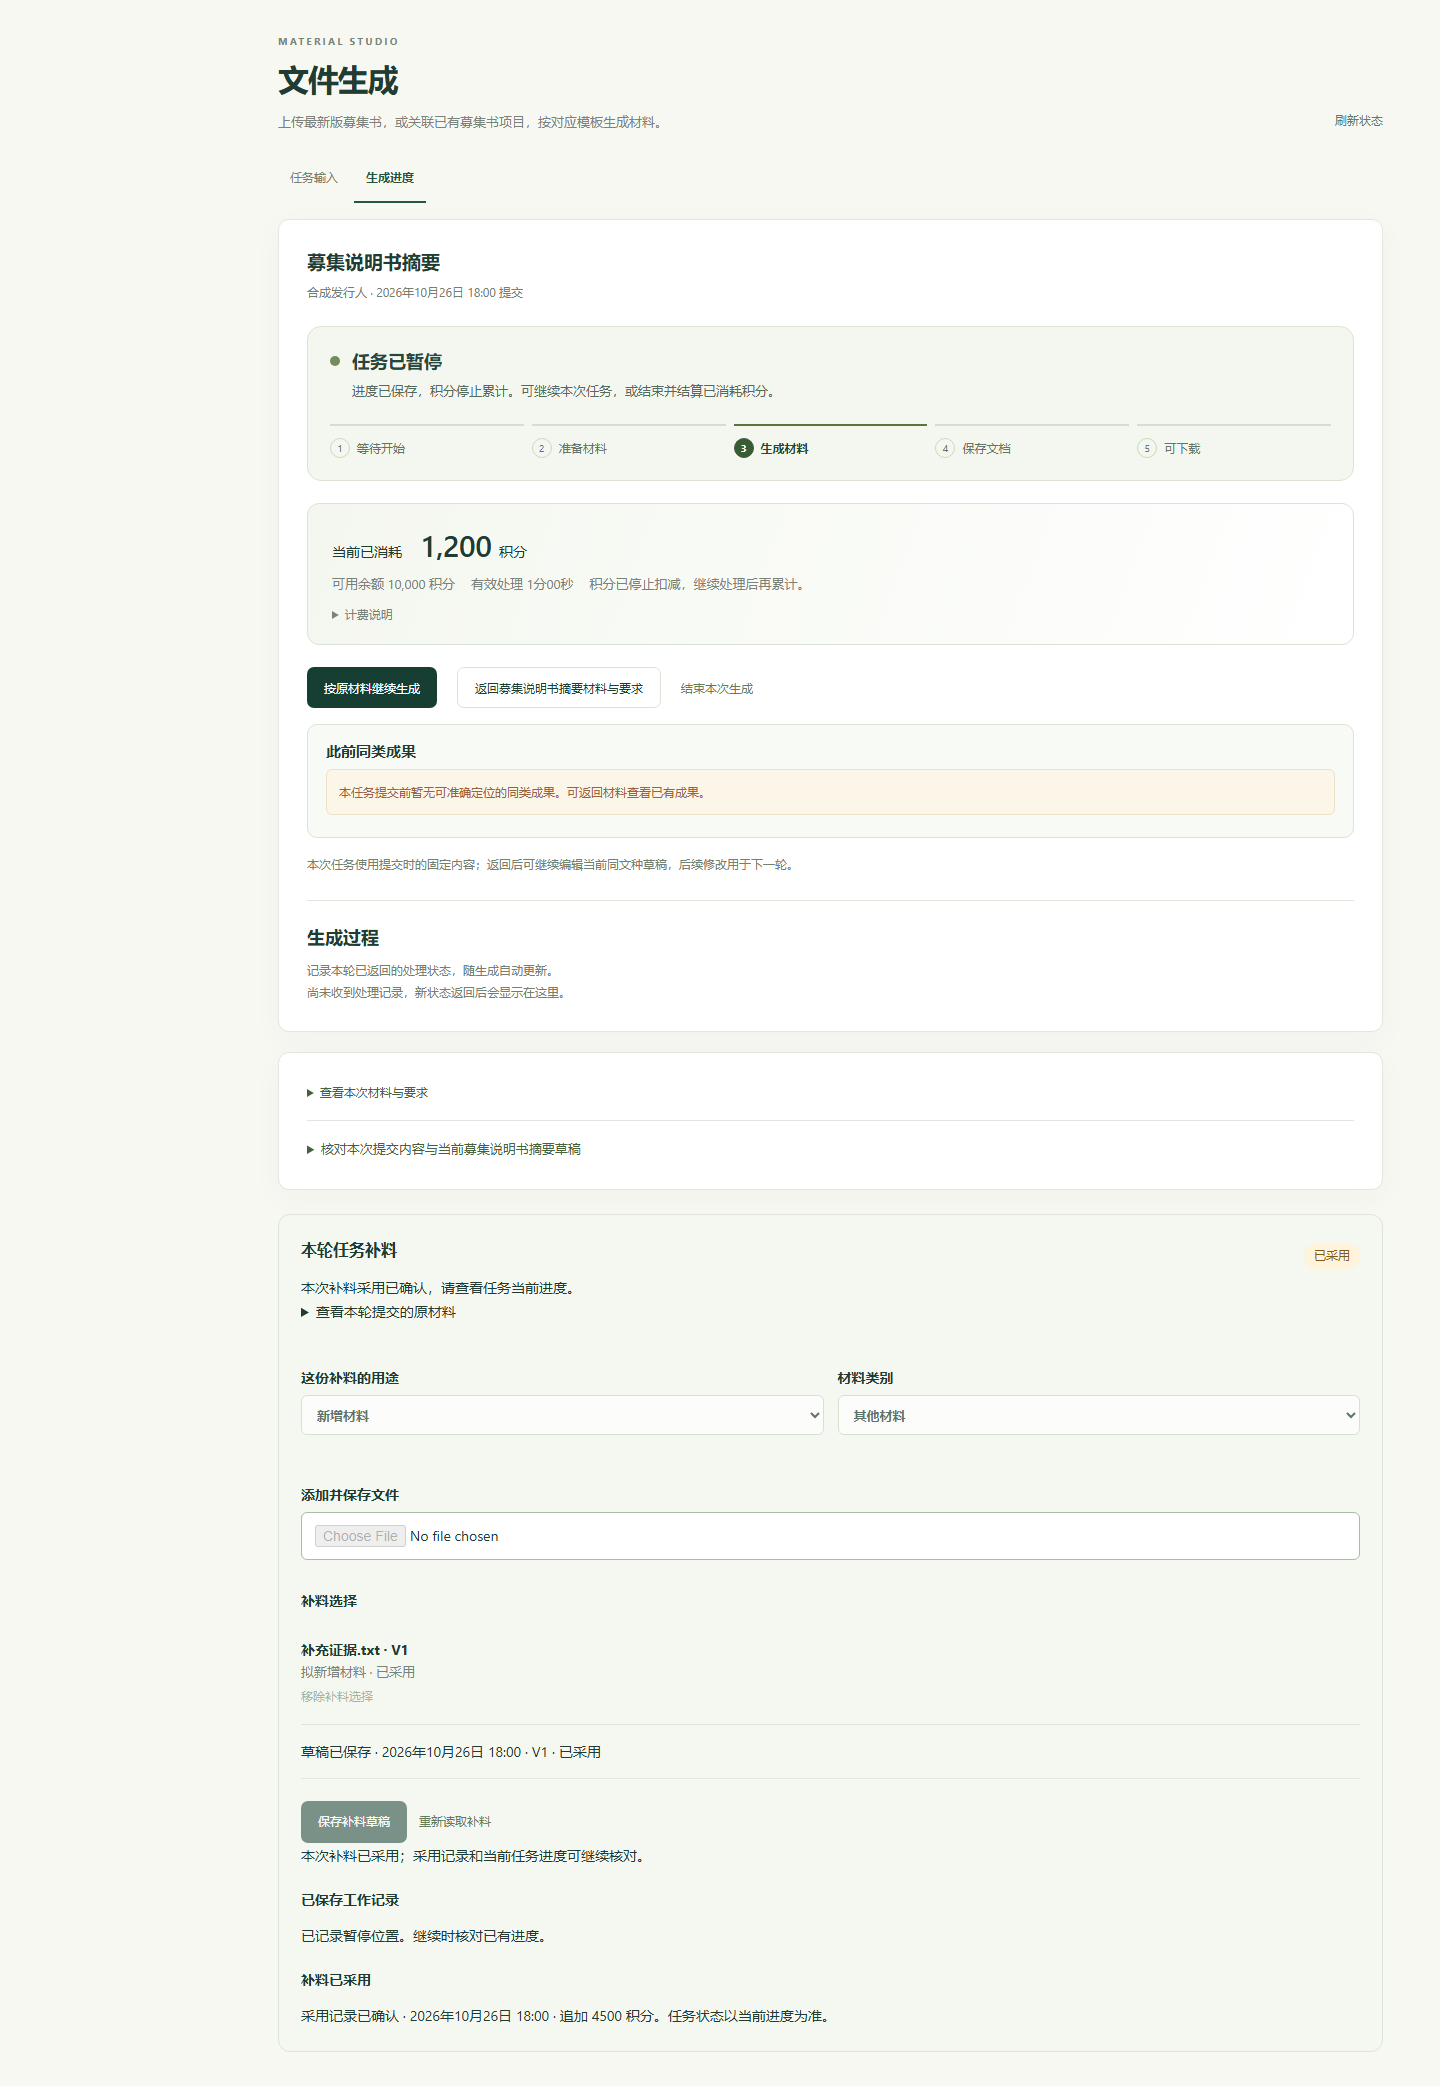 MATERIAL STUDIO
文件生成
上传最新版募集书，或关联已有募集书项目，按对应模板生成材料。
刷新状态
任务输入
生成进度
募集说明书摘要
合成发行人 · 2026年10月26日 18:00 提交
任务已暂停
进度已保存，积分停止累计。可继续本次任务，或结束并结算已消耗积分。
1 等待开始
2 准备材料
3 生成材料
4 保存文档
5 可下载
当前已消耗 1,200 积分
可用余额 10,000 积分 有效处理 1分00秒 积分已停止扣减，继续处理后再累计。
▶ 计费说明
按原材料继续生成
返回募集说明书摘要材料与要求
结束本次生成
此前同类成果
本任务提交前暂无可准确定位的同类成果。可返回材料查看已有成果。
本次任务使用提交时的固定内容；返回后可继续编辑当前同文种草稿，后续修改用于下一轮。
生成过程
记录本轮已返回的处理状态，随生成自动更新。
尚未收到处理记录，新状态返回后会显示在这里。
▶ 查看本次材料与要求
▶ 核对本次提交内容与当前募集说明书摘要草稿
本轮任务补料
已采用
本次补料采用已确认，请查看任务当前进度。
▶ 查看本轮提交的原材料
这份补料的用途
材料类别
新增材料
其他材料
添加并保存文件
Choose File No file chosen
补料选择
补充证据.txt · V1
拟新增材料 · 已采用
移除补料选择
草稿已保存 · 2026年10月26日 18:00 · V1 · 已采用
保存补料草稿
重新读取补料
本次补料已采用；采用记录和当前任务进度可继续核对。
已保存工作记录
已记录暂停位置。继续时核对已有进度。
补料已采用
采用记录已确认 · 2026年10月26日 18:00 · 追加 4500 积分。任务状态以当前进度为准。